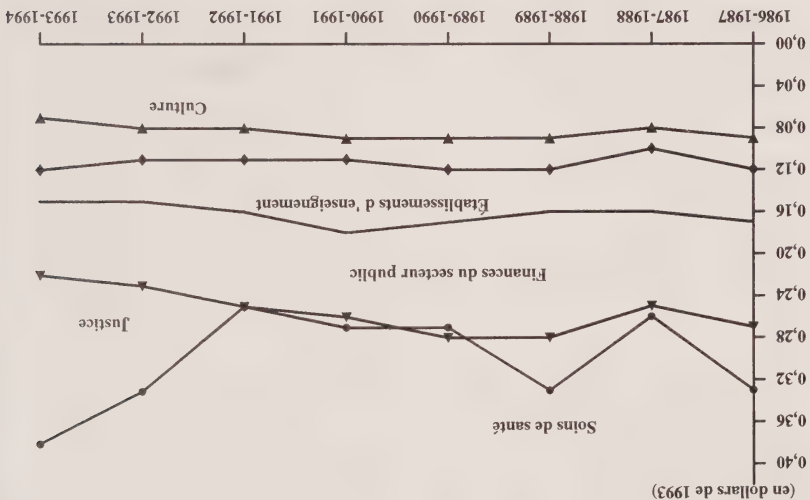 (en dollars de 1993)
0,40
0,36
0,32
0,28
0,24
0,20
0,16
0,12
0,08
0,04
0,00
Soins de santé
Justice
Finances du secteur public
Établissements d'enseignement
Culture
1986-1987 1987-1988 1988-1989 1989-1990 1990-1991 1991-1992 1992-1993 1993-1994